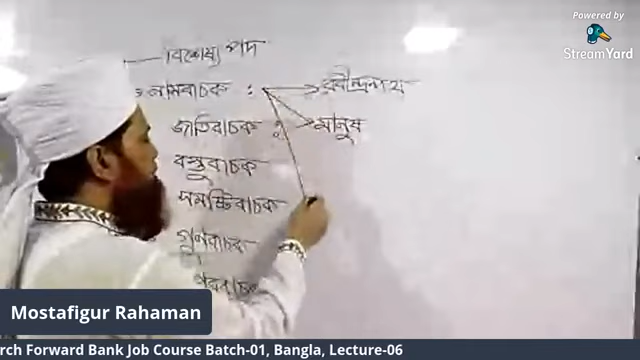 Powered by
StreamYard
বিশেষ্য পদ
নামবাচক : রবীন্দ্রনাথ
জাতিবাচক : মানুষ
বস্তুবাচক
সমষ্টিবাচক
গুণবাচক
Mostafigur Rahaman
rch Forward Bank Job Course Batch-01, Bangla, Lecture-06